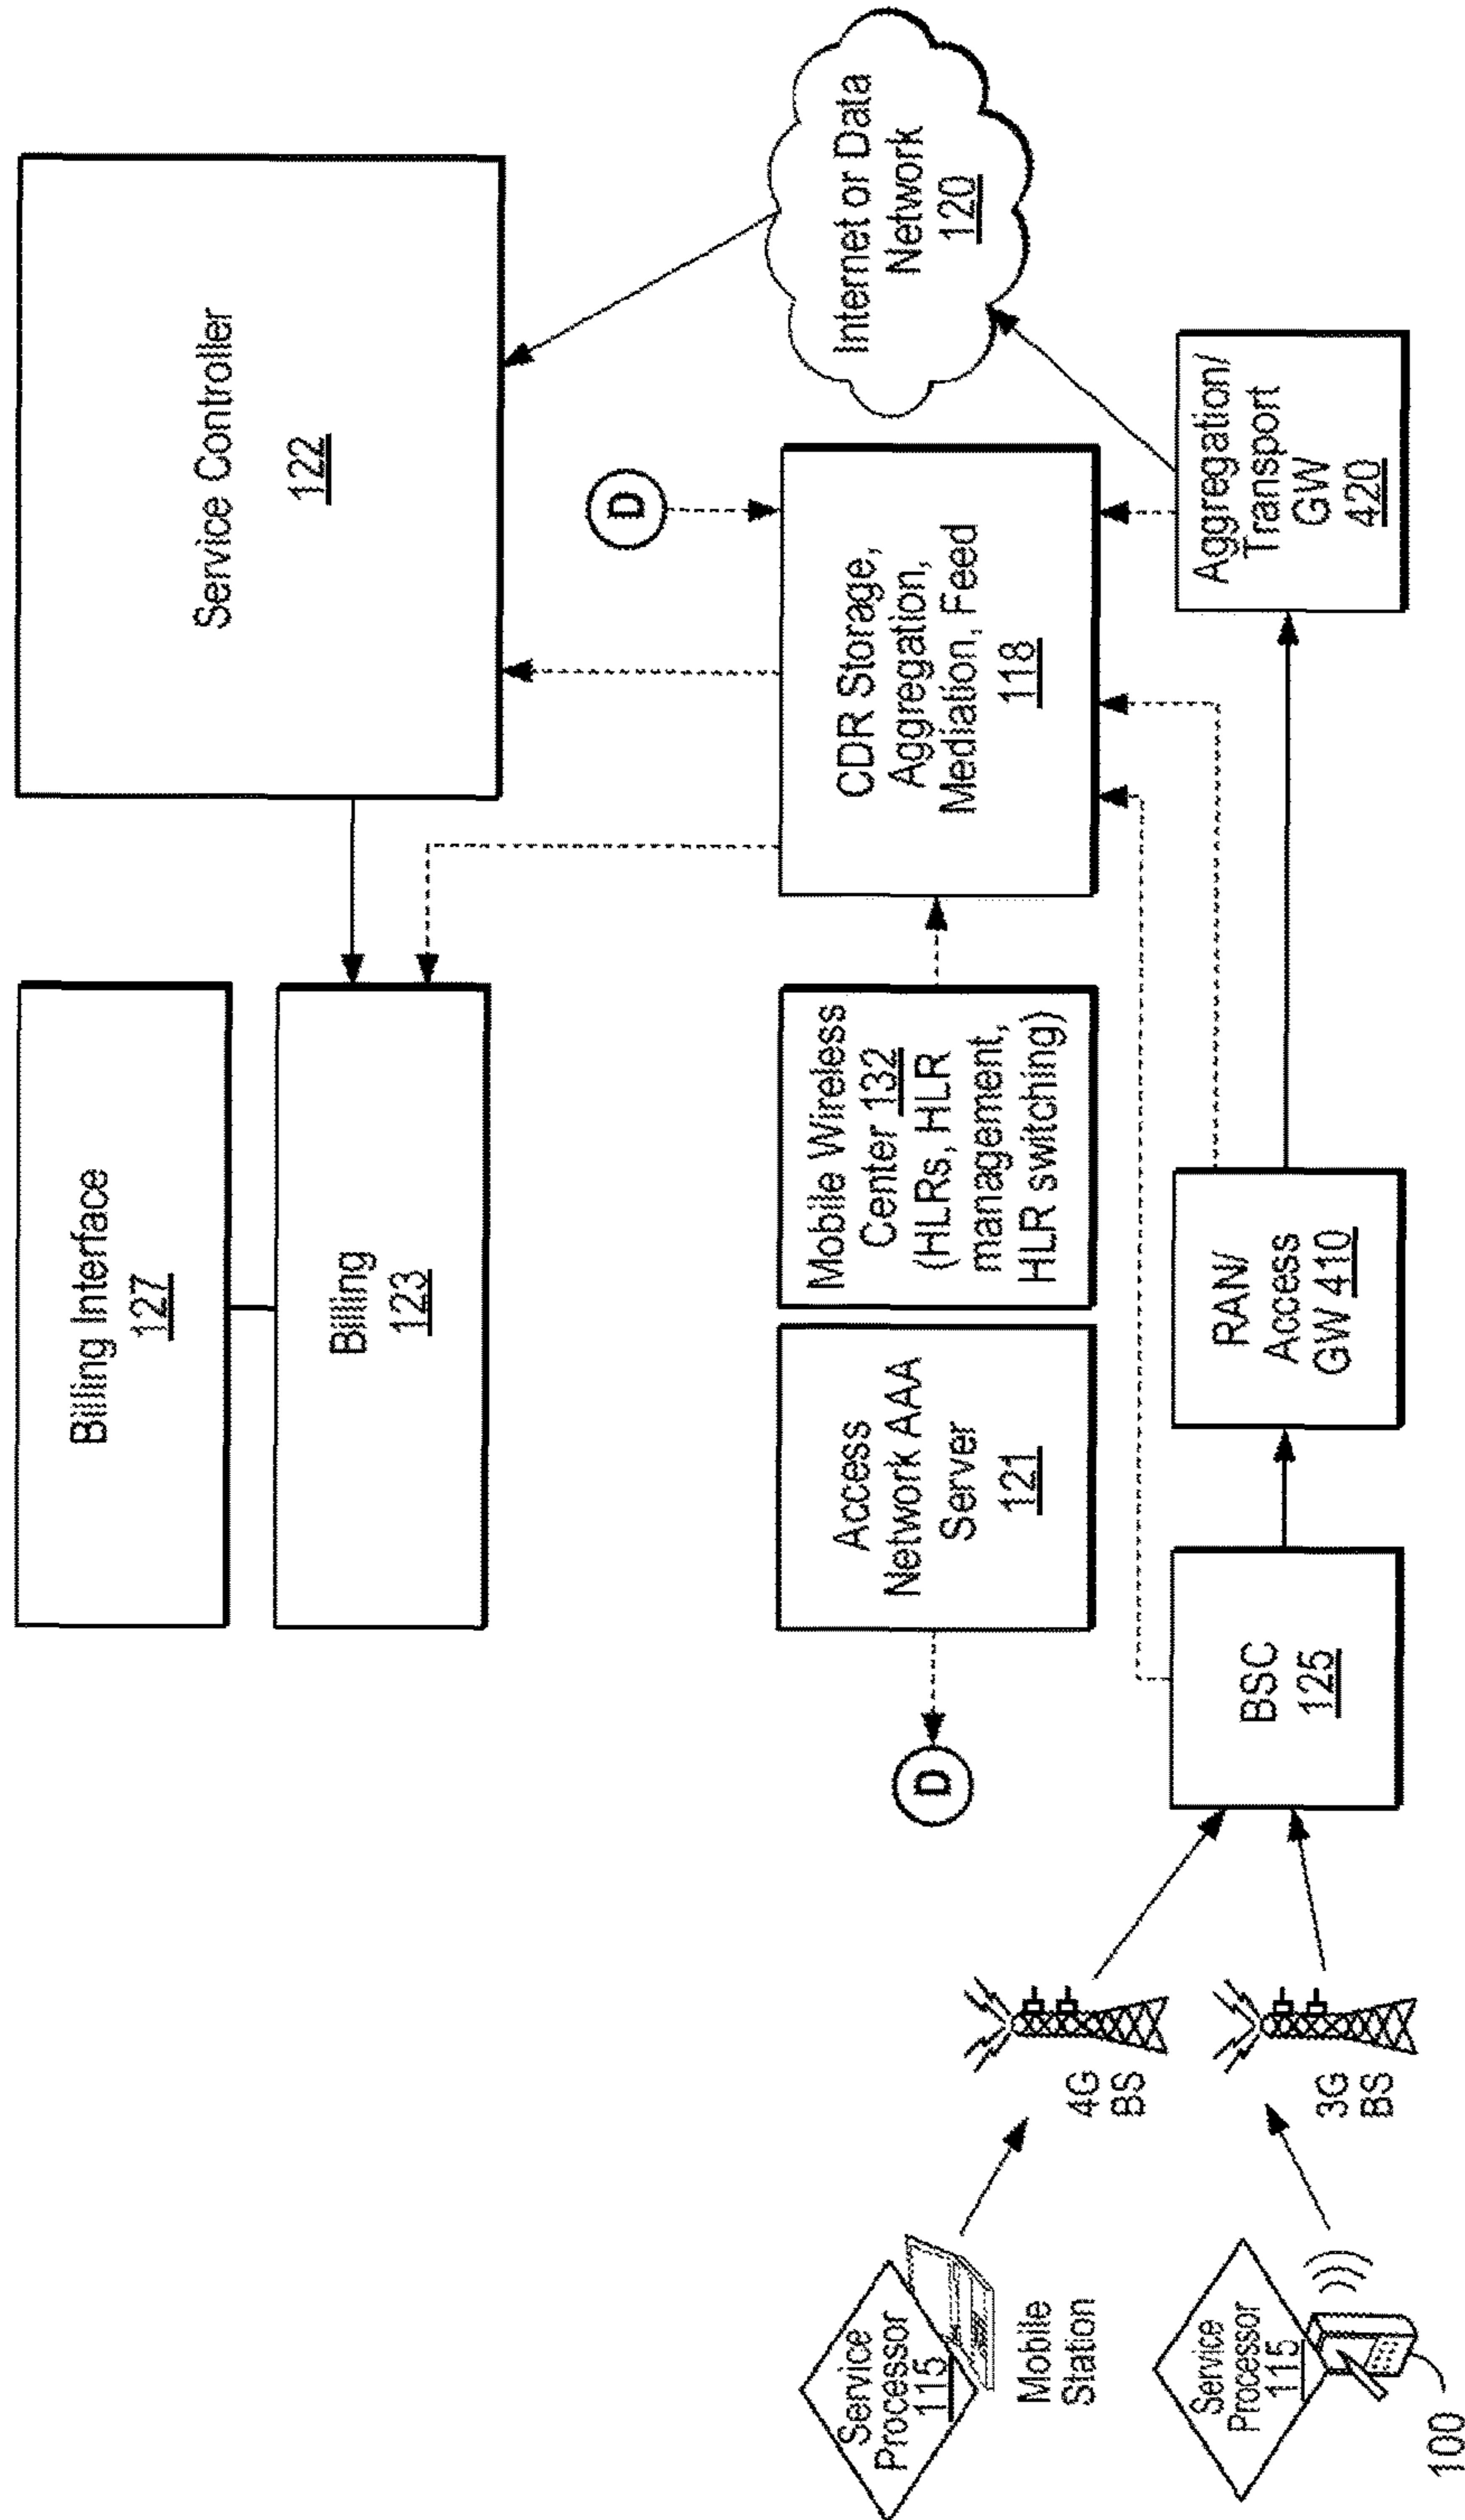 Billing Interface
127
Billing
123
Service Controller
122
D
Internet or Data
Network
120
Access
Network AAA
Server
121
Mobile Wireless
Center 132
(HLRs, HLR
management,
HLR switching)
CDR Storage,
Aggregation,
Mediation, Feed
118
D
Service
Processor
115
Mobile
Station
4G
BS
Service
Processor
115
100
3G
BS
BSC
125
RAN/
Access
GW 410
Aggregation/
Transport
GW
420